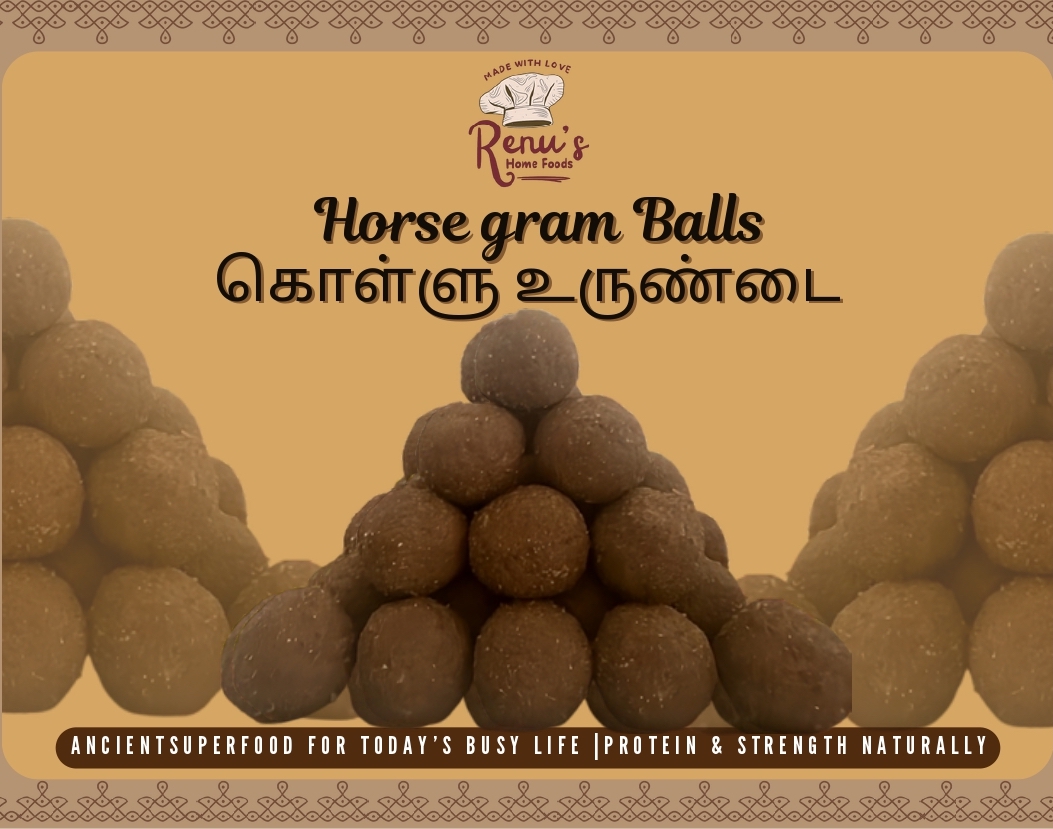 MADE WITH LOVE
Renu's
Home Foods
Horse gram Balls
கொள்ளு உருண்டை
ANCIENTSUPERFOOD FOR TODAY'S BUSY LIFE |PROTEIN & STRENGTH NATURALLY